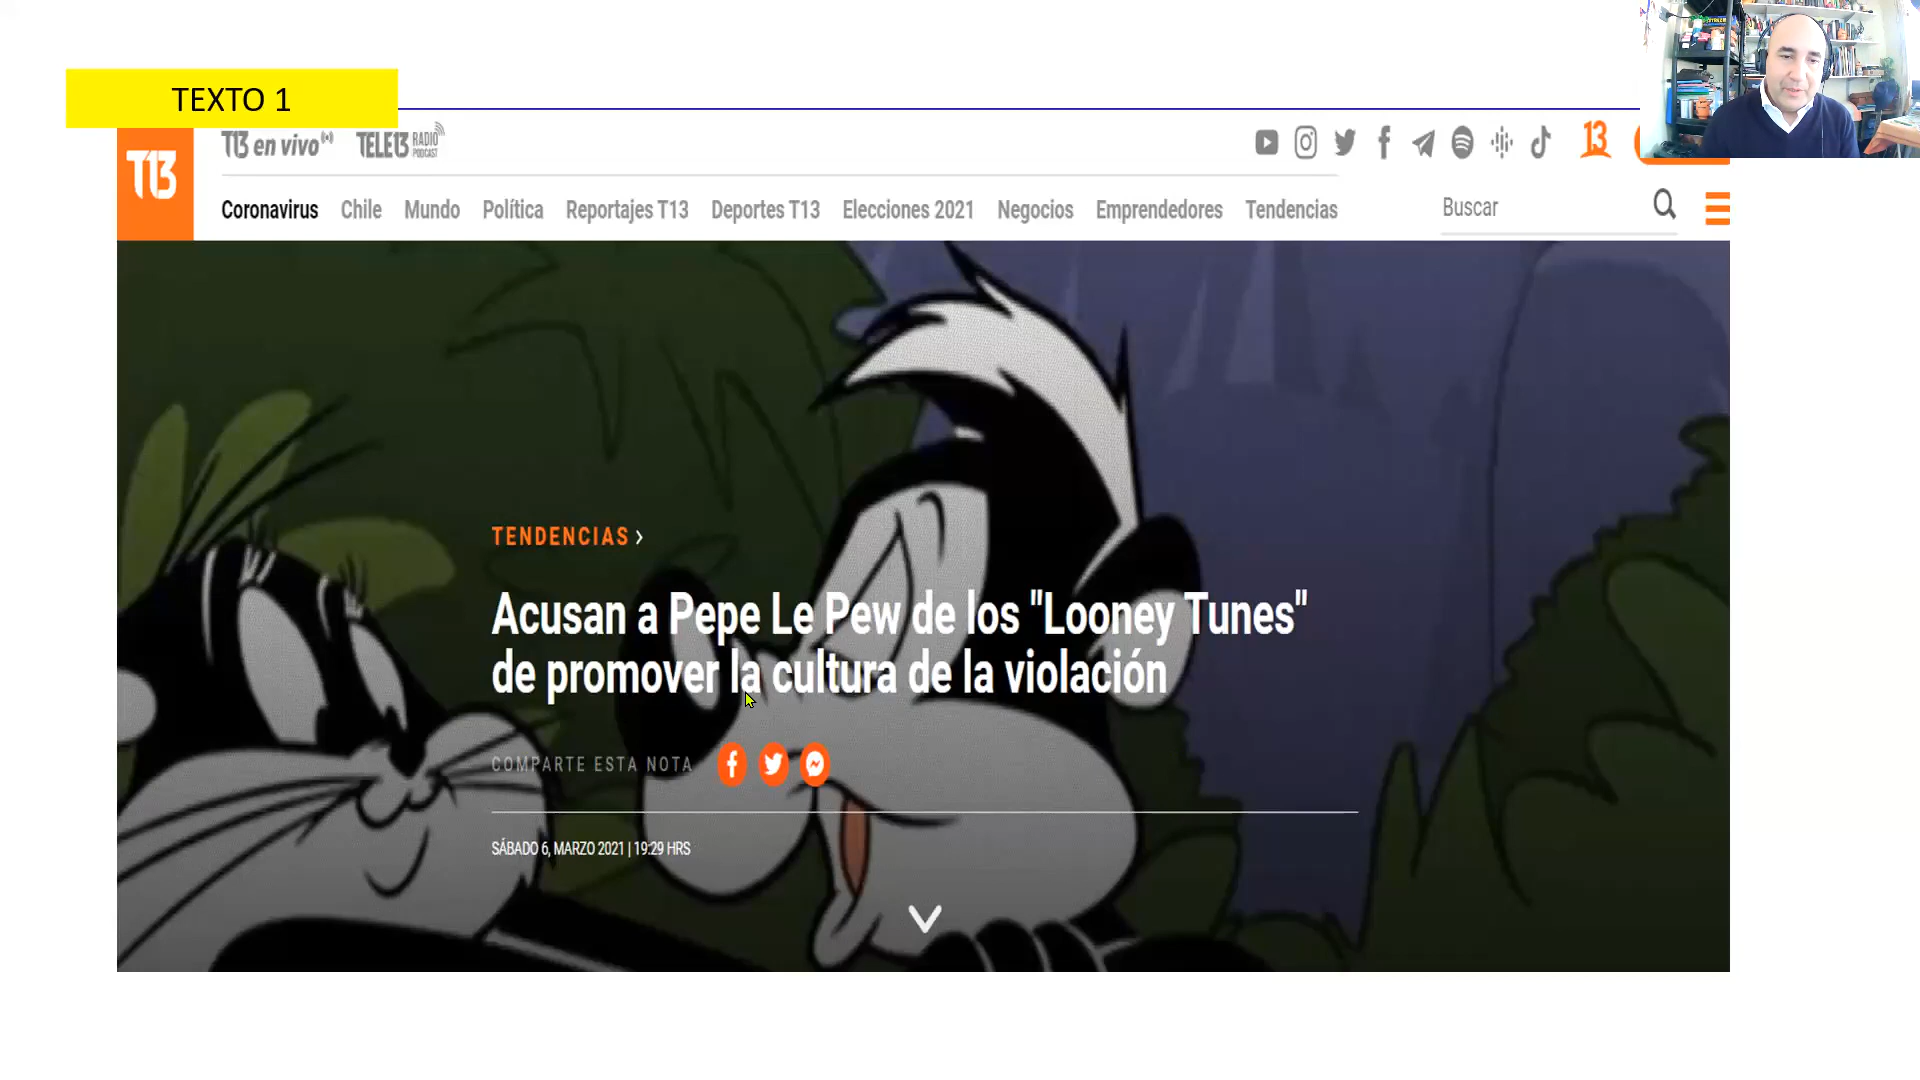 TEXTO 1
T13 en vivo
TELE13 RADIO PODCAST
13
T13
Coronavirus Chile Mundo Política Reportajes T13 Deportes T13 Elecciones 2021 Negocios Emprendedores Tendencias
Buscar
TENDENCIAS ›
Acusan a Pepe Le Pew de los "Looney Tunes"
de promover la cultura de la violación
COMPARTE ESTA NOTA
SÁBADO 6, MARZO 2021 | 19:29 HRS